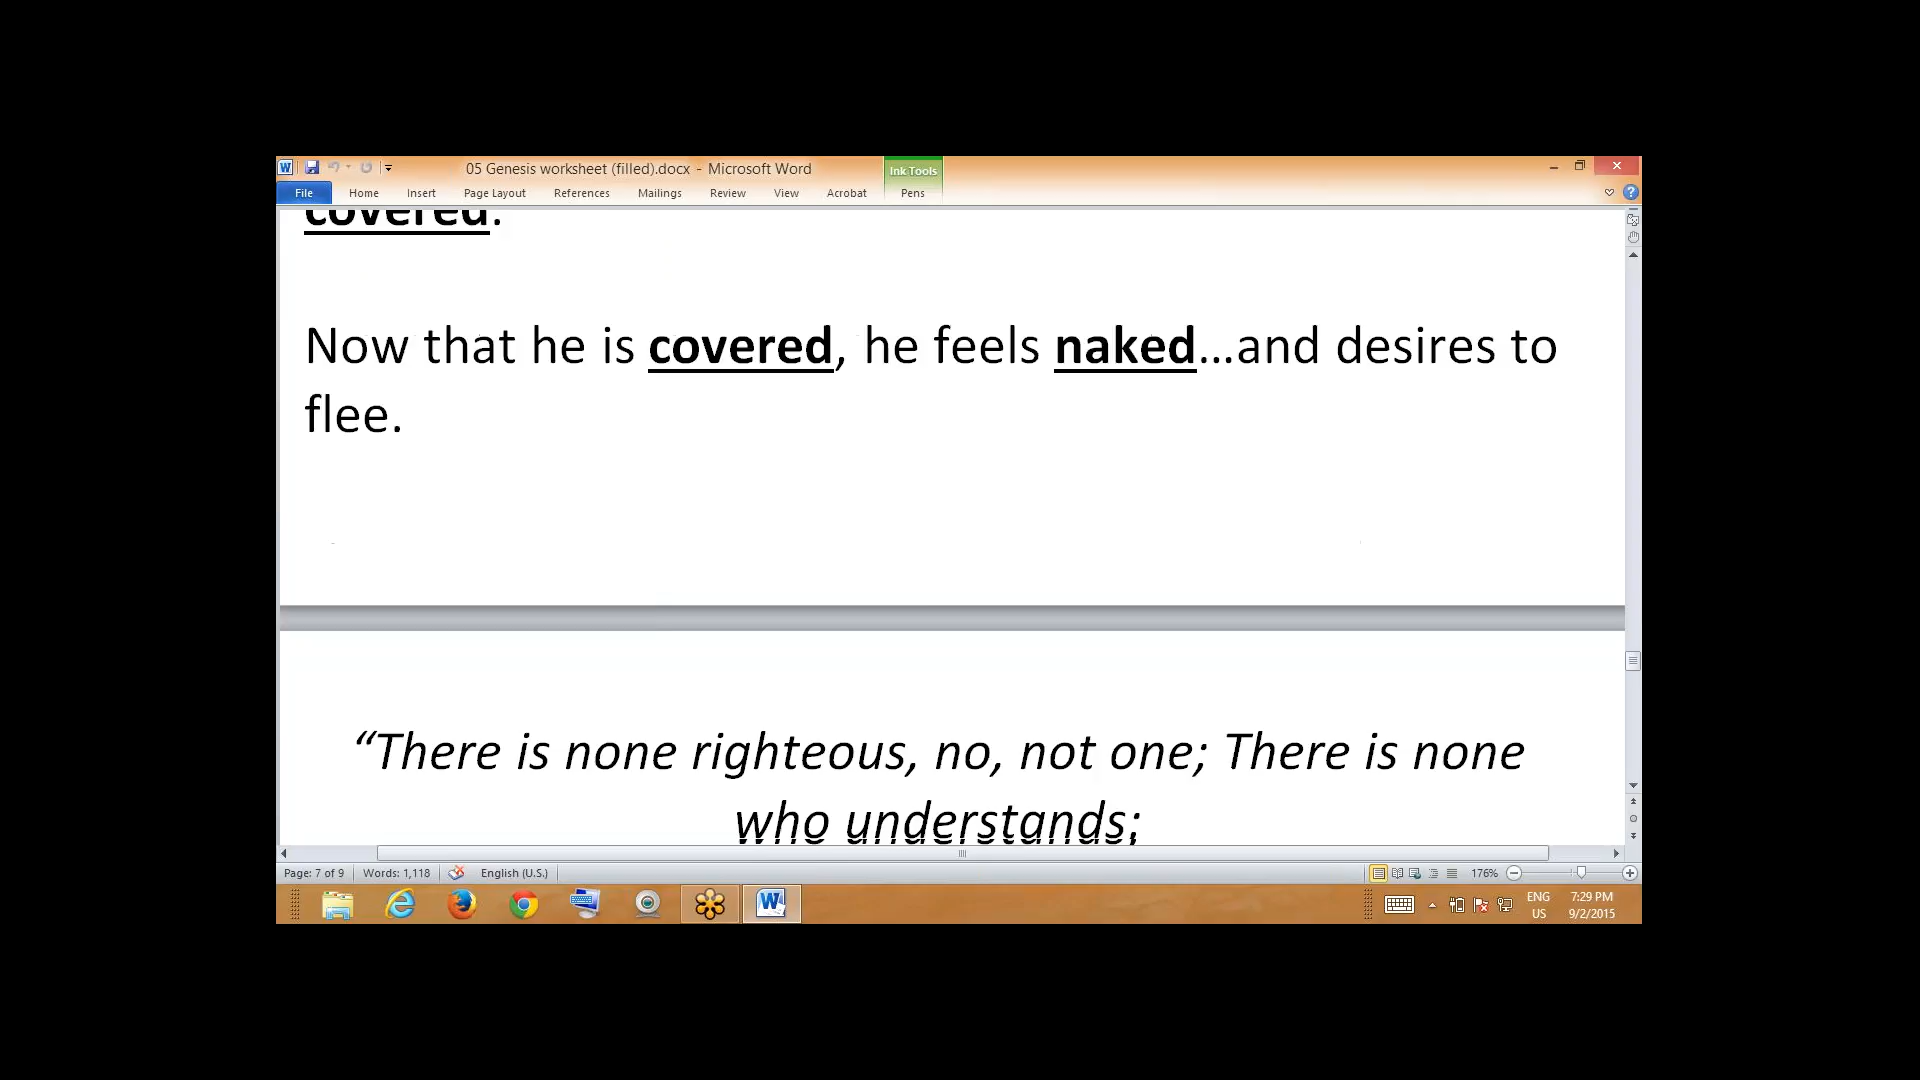 05 Genesis worksheet (filled).docx - Microsoft Word
Ink Tools
File Home Insert Page Layout References Mailings Review View Acrobat Pens
covered.
Now that he is covered, he feels naked...and desires to
flee.
“There is none righteous, no, not one; There is none
who understands;
Page: 7 of 9 Words: 1,118 English (U.S.) 176%
ENG 7:29 PM
US 9/2/2015